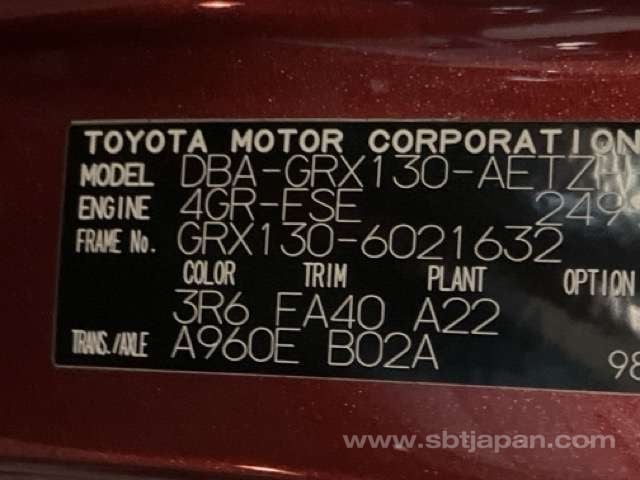 TOYOTA MOTOR CORPORATION
MODEL DBA-GRX130-AETZH
ENGINE 4GR-FSE 249
FRAME No. GRX130-6021632
COLOR TRIM PLANT OPTION
3R6 FA40 A22
TRANS./AXLE A960E B02A 98
www.sbtjapan.com